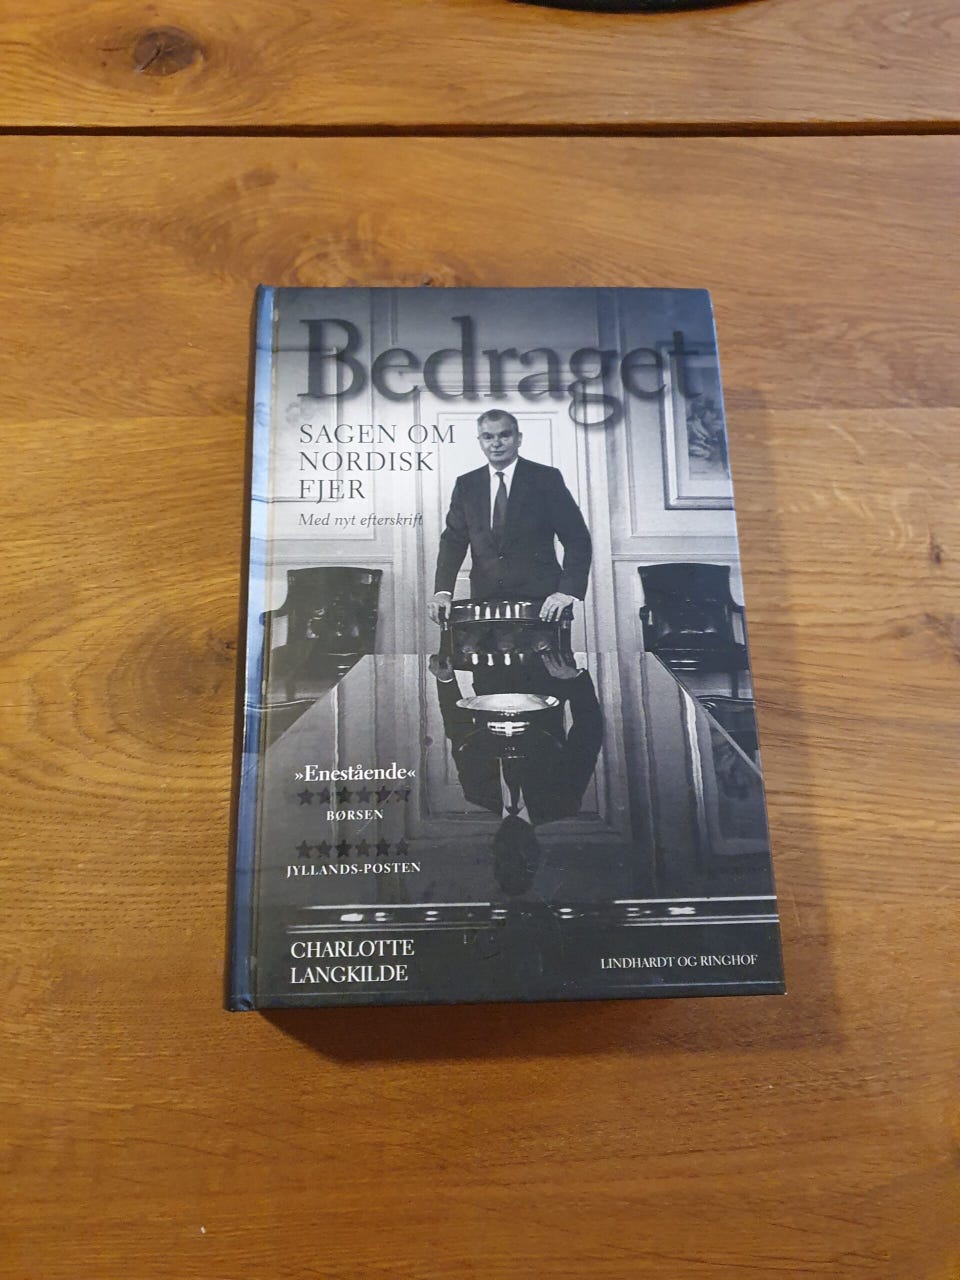 Bedraget
SAGEN OM
NORDISK
FJER
Med nyt efterskrift
»Enestående«
BØRSEN
JYLLANDS-POSTEN
CHARLOTTE
LANGKILDE
LINDHARDT OG RINGHOF